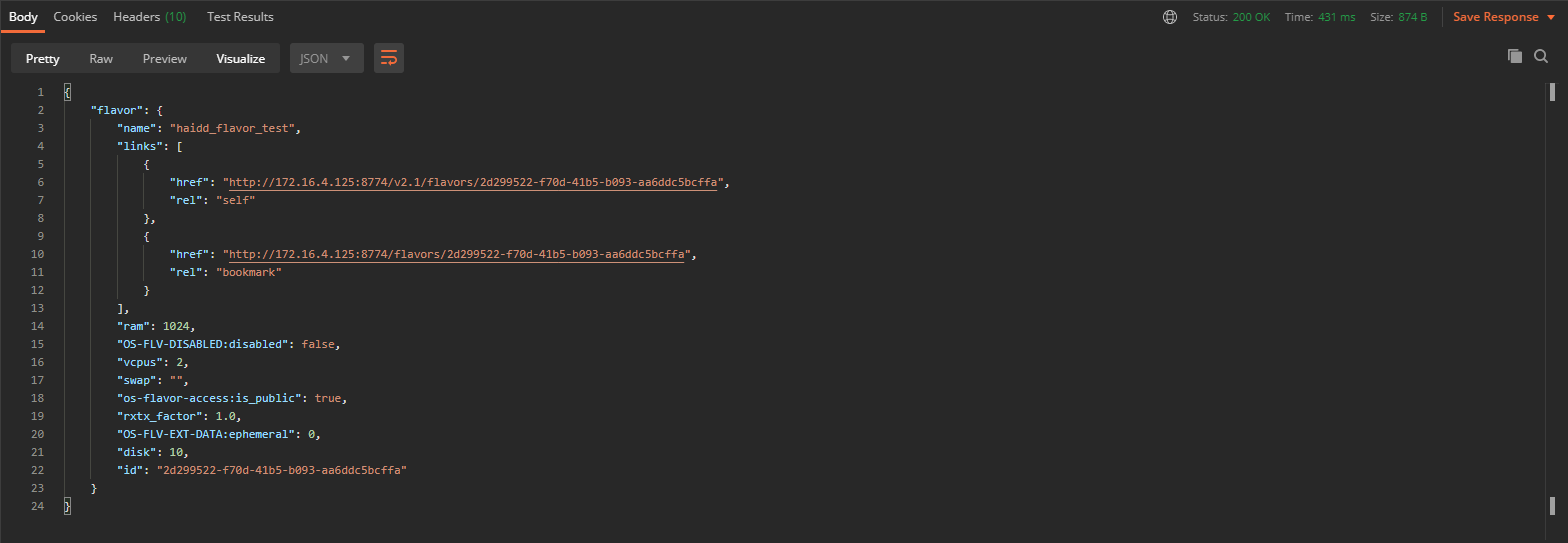 Body Cookies Headers (10) Test Results Status: 200 OK Time: 431 ms Size: 874 B Save Response
Pretty Raw Preview Visualize JSON
1 {
2 "flavor": {
3 "name": "haidd_flavor_test",
4 "links": [
5 {
6 "href": "http://172.16.4.125:8774/v2.1/flavors/2d299522-f70d-41b5-b093-aa6ddc5bcffa",
7 "rel": "self"
8 },
9 {
10 "href": "http://172.16.4.125:8774/flavors/2d299522-f70d-41b5-b093-aa6ddc5bcffa",
11 "rel": "bookmark"
12 }
13 ],
14 "ram": 1024,
15 "OS-FLV-DISABLED:disabled": false,
16 "vcpus": 2,
17 "swap": "",
18 "os-flavor-access:is_public": true,
19 "rxtx_factor": 1.0,
20 "OS-FLV-EXT-DATA:ephemeral": 0,
21 "disk": 10,
22 "id": "2d299522-f70d-41b5-b093-aa6ddc5bcffa"
23 }
24 }